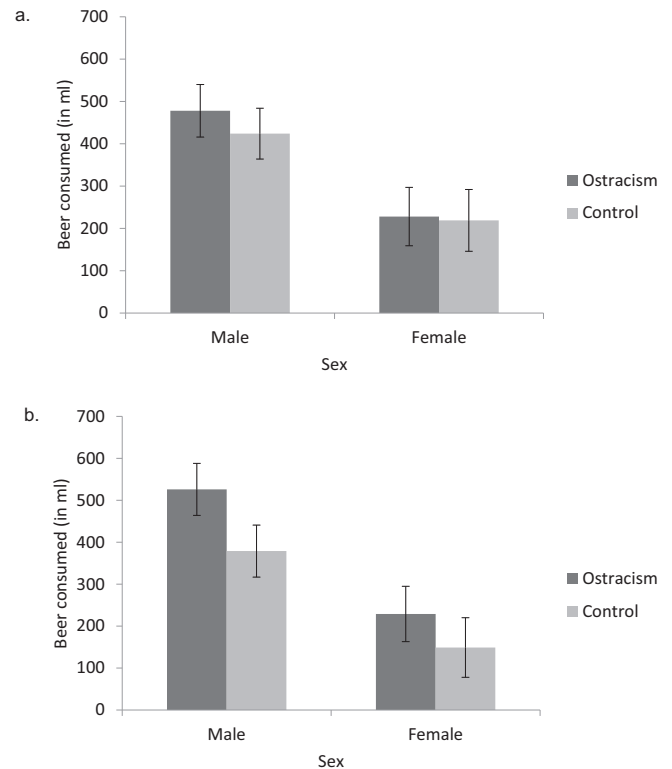 a.
700
600
500
400
300
200
100
0
Beer consumed (in ml)
Male
Female
Sex
Ostracism
Control
b.
700
600
500
400
300
200
100
0
Beer consumed (in ml)
Male
Female
Sex
Ostracism
Control